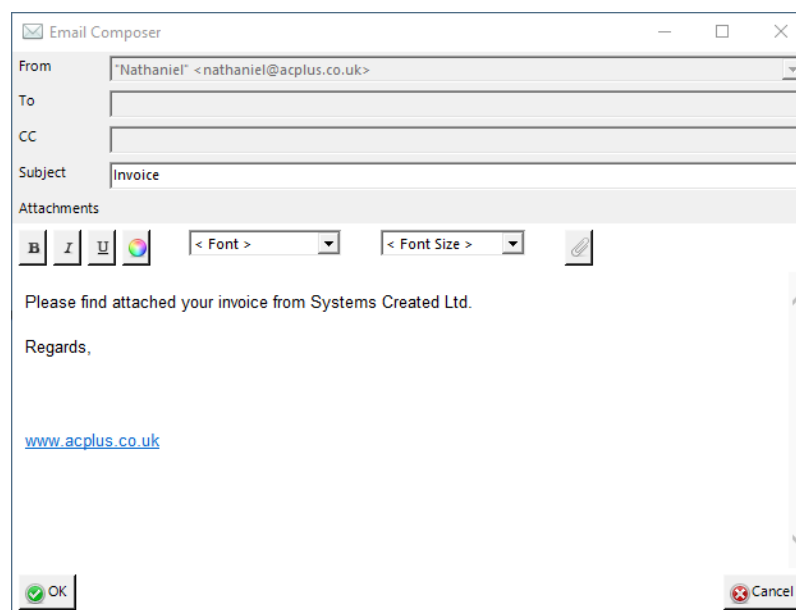 Email Composer
From "Nathaniel" <nathaniel@acplus.co.uk>
To
CC
Subject Invoice
Attachments
B I U < Font > < Font Size >
Please find attached your invoice from Systems Created Ltd.
Regards,
www.acplus.co.uk
OK Cancel